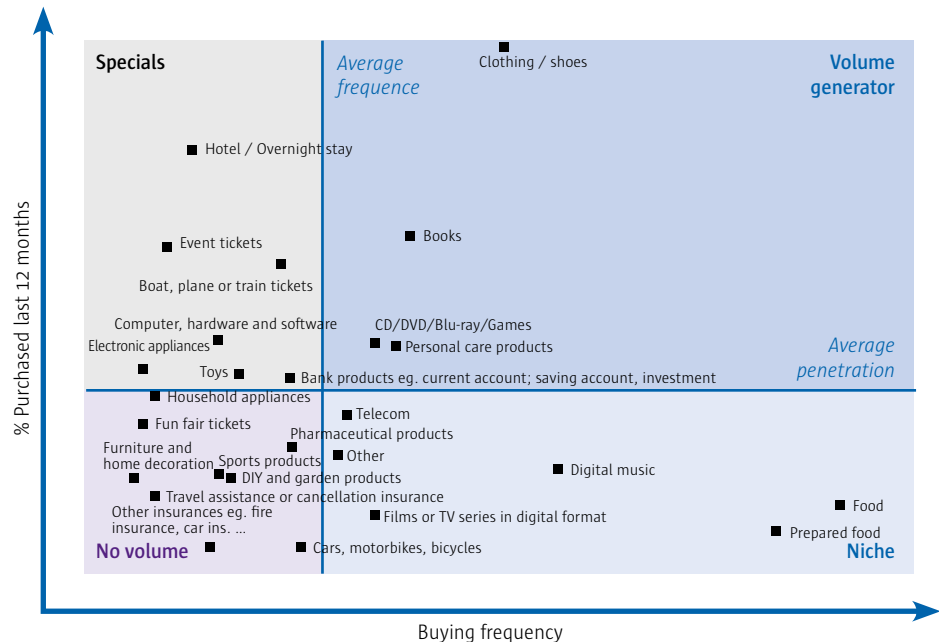 Specials
Average
frequence
Clothing / shoes
Volume
generator
Hotel / Overnight stay
Books
Event tickets
Boat, plane or train tickets
Computer, hardware and software
CD/DVD/Blu-ray/Games
Electronic appliances
Personal care products
Average
penetration
Toys
Bank products eg. current account; saving account, investment
Household appliances
Telecom
Fun fair tickets
Pharmaceutical products
Furniture and
home decoration
Sports products
Other
Digital music
DIY and garden products
Travel assistance or cancellation insurance
Other insurances eg. fire
insurance, car ins. ...
Films or TV series in digital format
Food
Prepared food
No volume
Cars, motorbikes, bicycles
Niche
% Purchased last 12 months
Buying frequency